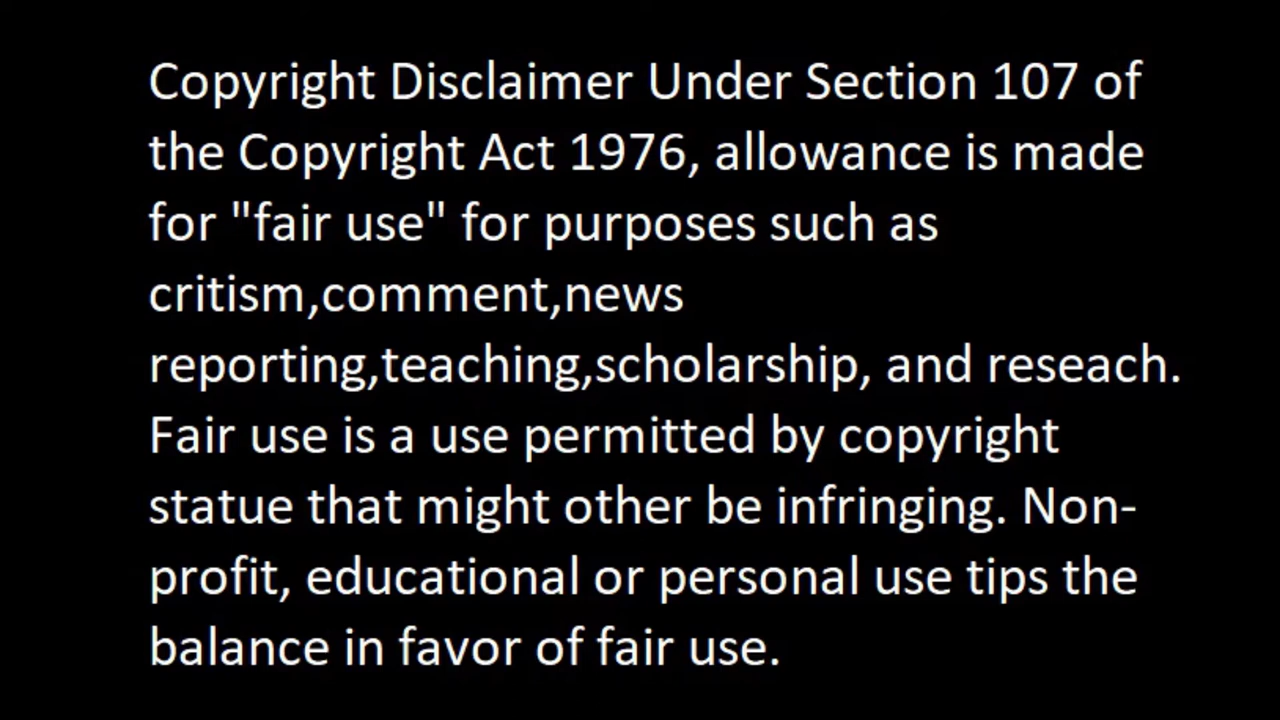 Copyright Disclaimer Under Section 107 of
the Copyright Act 1976, allowance is made
for "fair use" for purposes such as
critism,comment,news
reporting,teaching,scholarship, and reseach.
Fair use is a use permitted by copyright
statue that might other be infringing. Non-
profit, educational or personal use tips the
balance in favor of fair use.